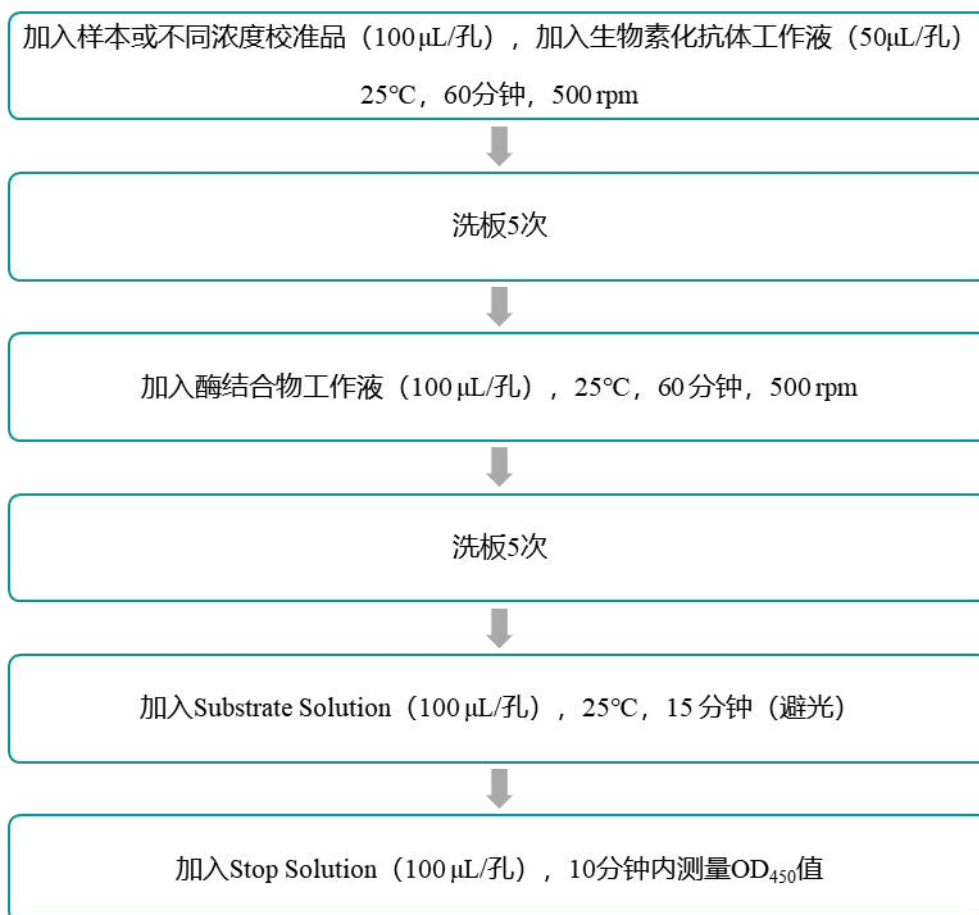 加入样本或不同浓度校准品（100 μL/孔），加入生物素化抗体工作液（50μL/孔）
25℃，60分钟，500 rpm
洗板5次
加入酶结合物工作液（100 μL/孔），25℃，60 分钟，500 rpm
洗板5次
加入Substrate Solution（100 μL/孔），25℃，15 分钟（避光）
加入Stop Solution（100 μL/孔），10分钟内测量OD₄₅₀值